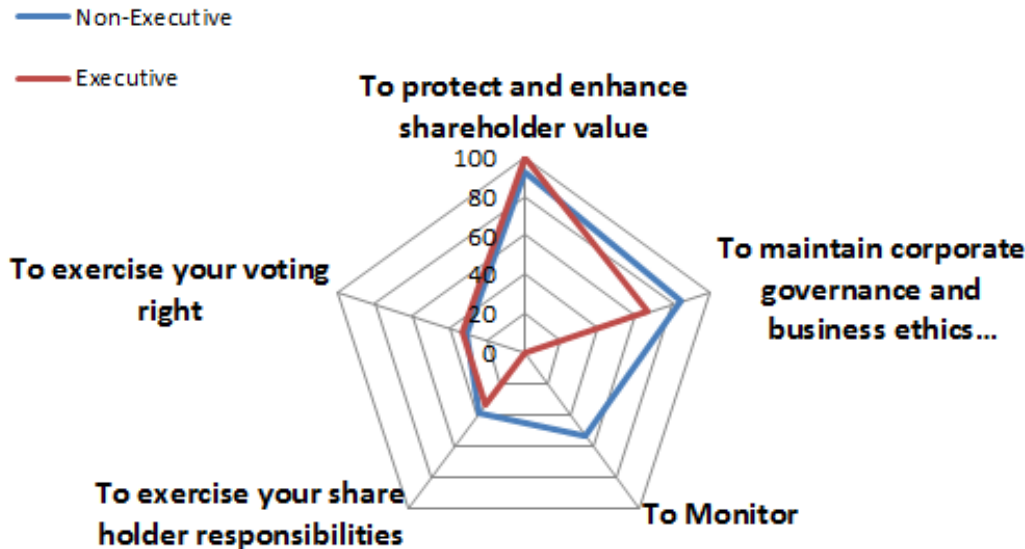 Non-Executive
Executive
To protect and enhance
shareholder value
100
80
60
40
20
0
To maintain corporate
governance and
business ethics...
To Monitor
To exercise your share
holder responsibilities
To exercise your voting
right